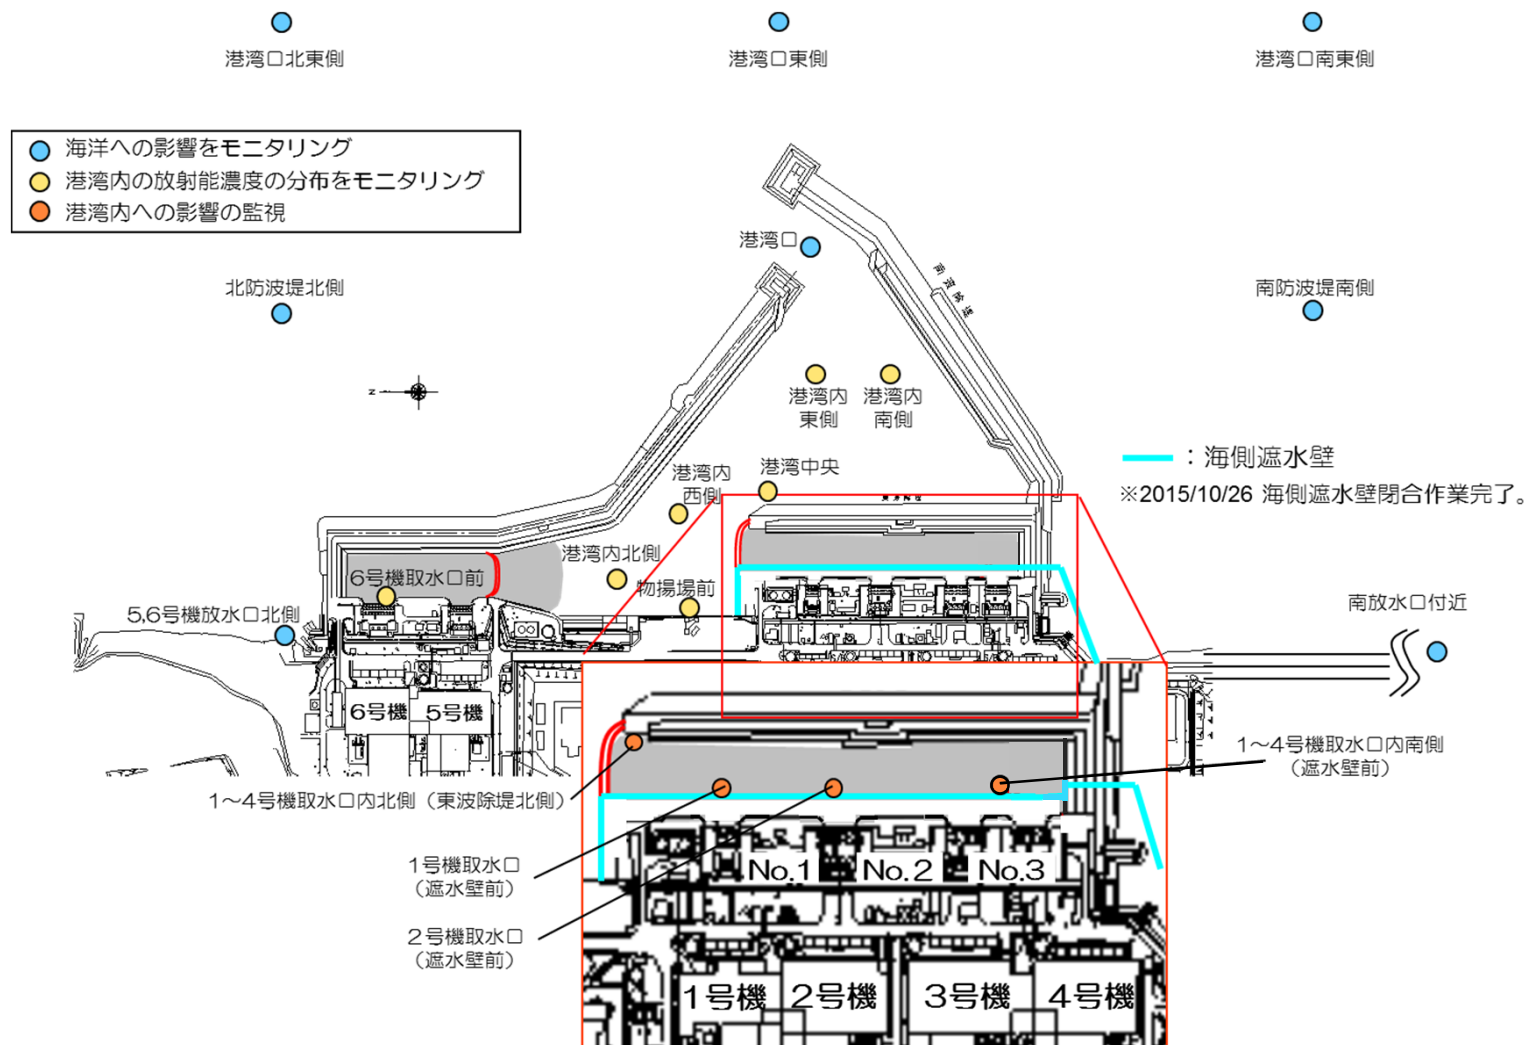 港湾口北東側
港湾口東側
港湾口南東側
海洋への影響をモニタリング
港湾内の放射能濃度の分布をモニタリング
港湾内への影響の監視
港湾口
北防波堤北側
南防波堤南側
N
港湾内
東側
港湾内
南側
：海側遮水壁
※2015/10/26 海側遮水壁閉合作業完了。
港湾中央
港湾内
西側
港湾内北側
6号機取水口前
物揚場前
5,6号機放水口北側
南放水口付近
6号機
5号機
1～4号機取水口内南側
（遮水壁前）
1～4号機取水口内北側（東波除堤北側）
1号機取水口
（遮水壁前）
2号機取水口
（遮水壁前）
No.1
No.2
No.3
1号機
2号機
3号機
4号機